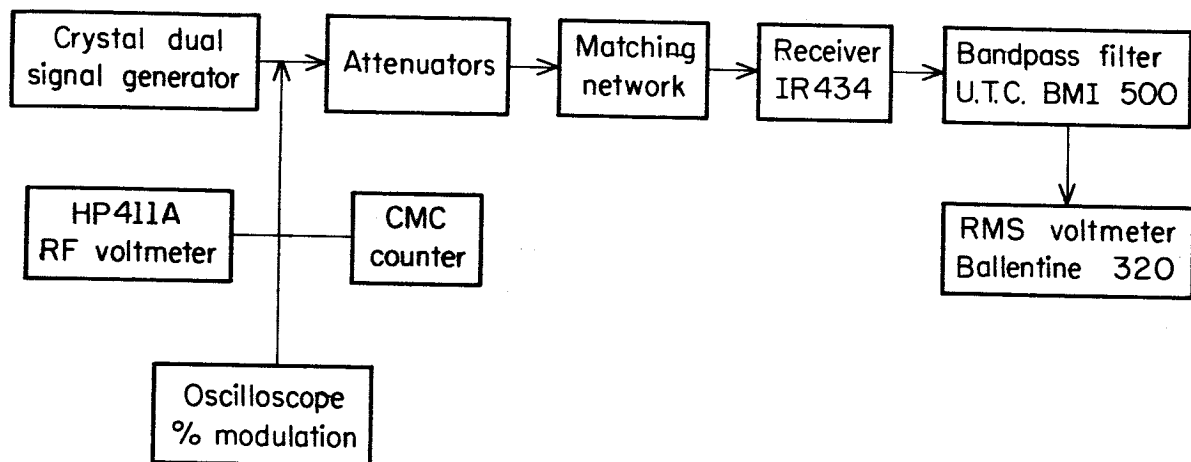 Crystal dual
signal generator
Attenuators
Matching
network
Receiver
IR434
Bandpass filter
U.T.C. BMI 500
HP411A
RF voltmeter
CMC
counter
RMS voltmeter
Ballentine 320
Oscilloscope
% modulation